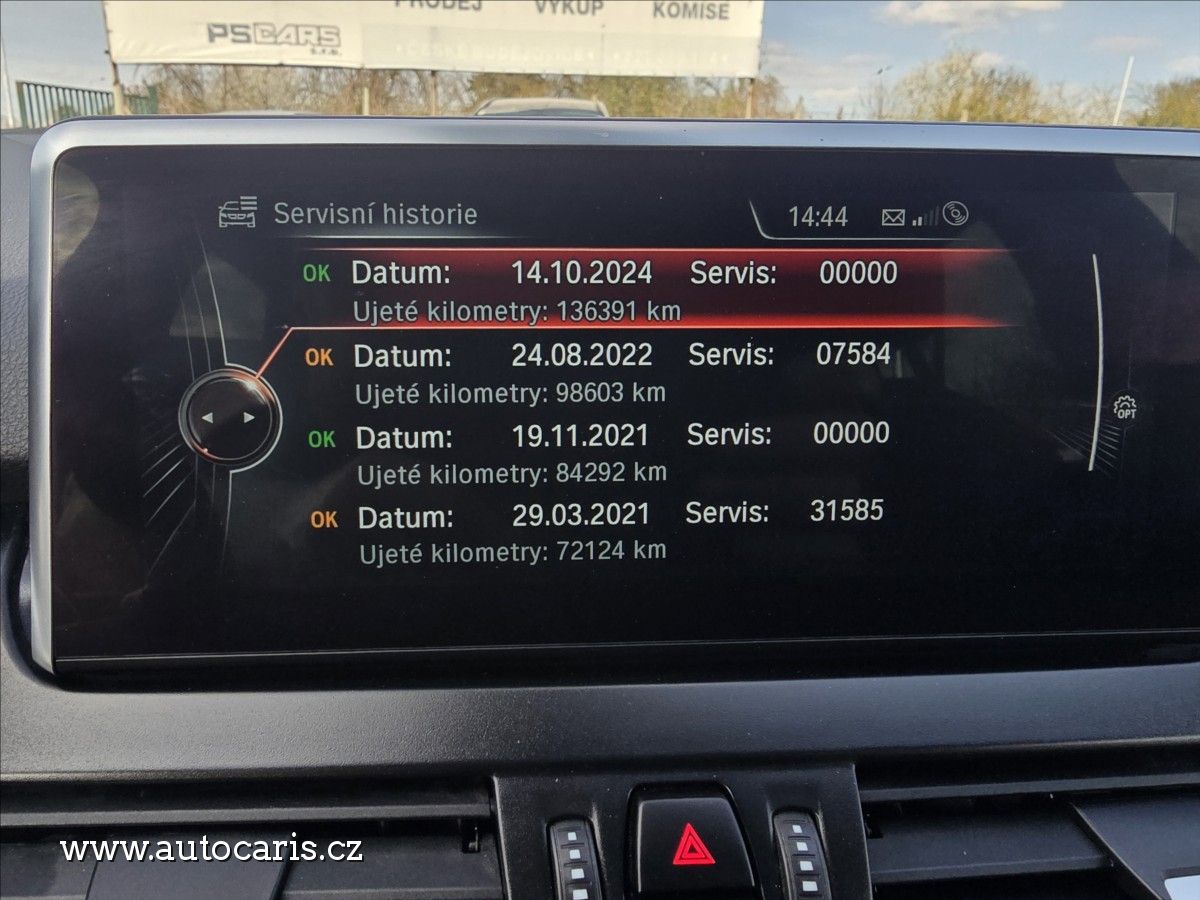 PRODEJ VÝKUP KOMISE
PSCARS
s.r.o.
Servisní historie 14:44
OK Datum: 14.10.2024 Servis: 00000
Ujeté kilometry: 136391 km
OK Datum: 24.08.2022 Servis: 07584
Ujeté kilometry: 98603 km
OK Datum: 19.11.2021 Servis: 00000
Ujeté kilometry: 84292 km
OK Datum: 29.03.2021 Servis: 31585
Ujeté kilometry: 72124 km
OPT
www.autocaris.cz